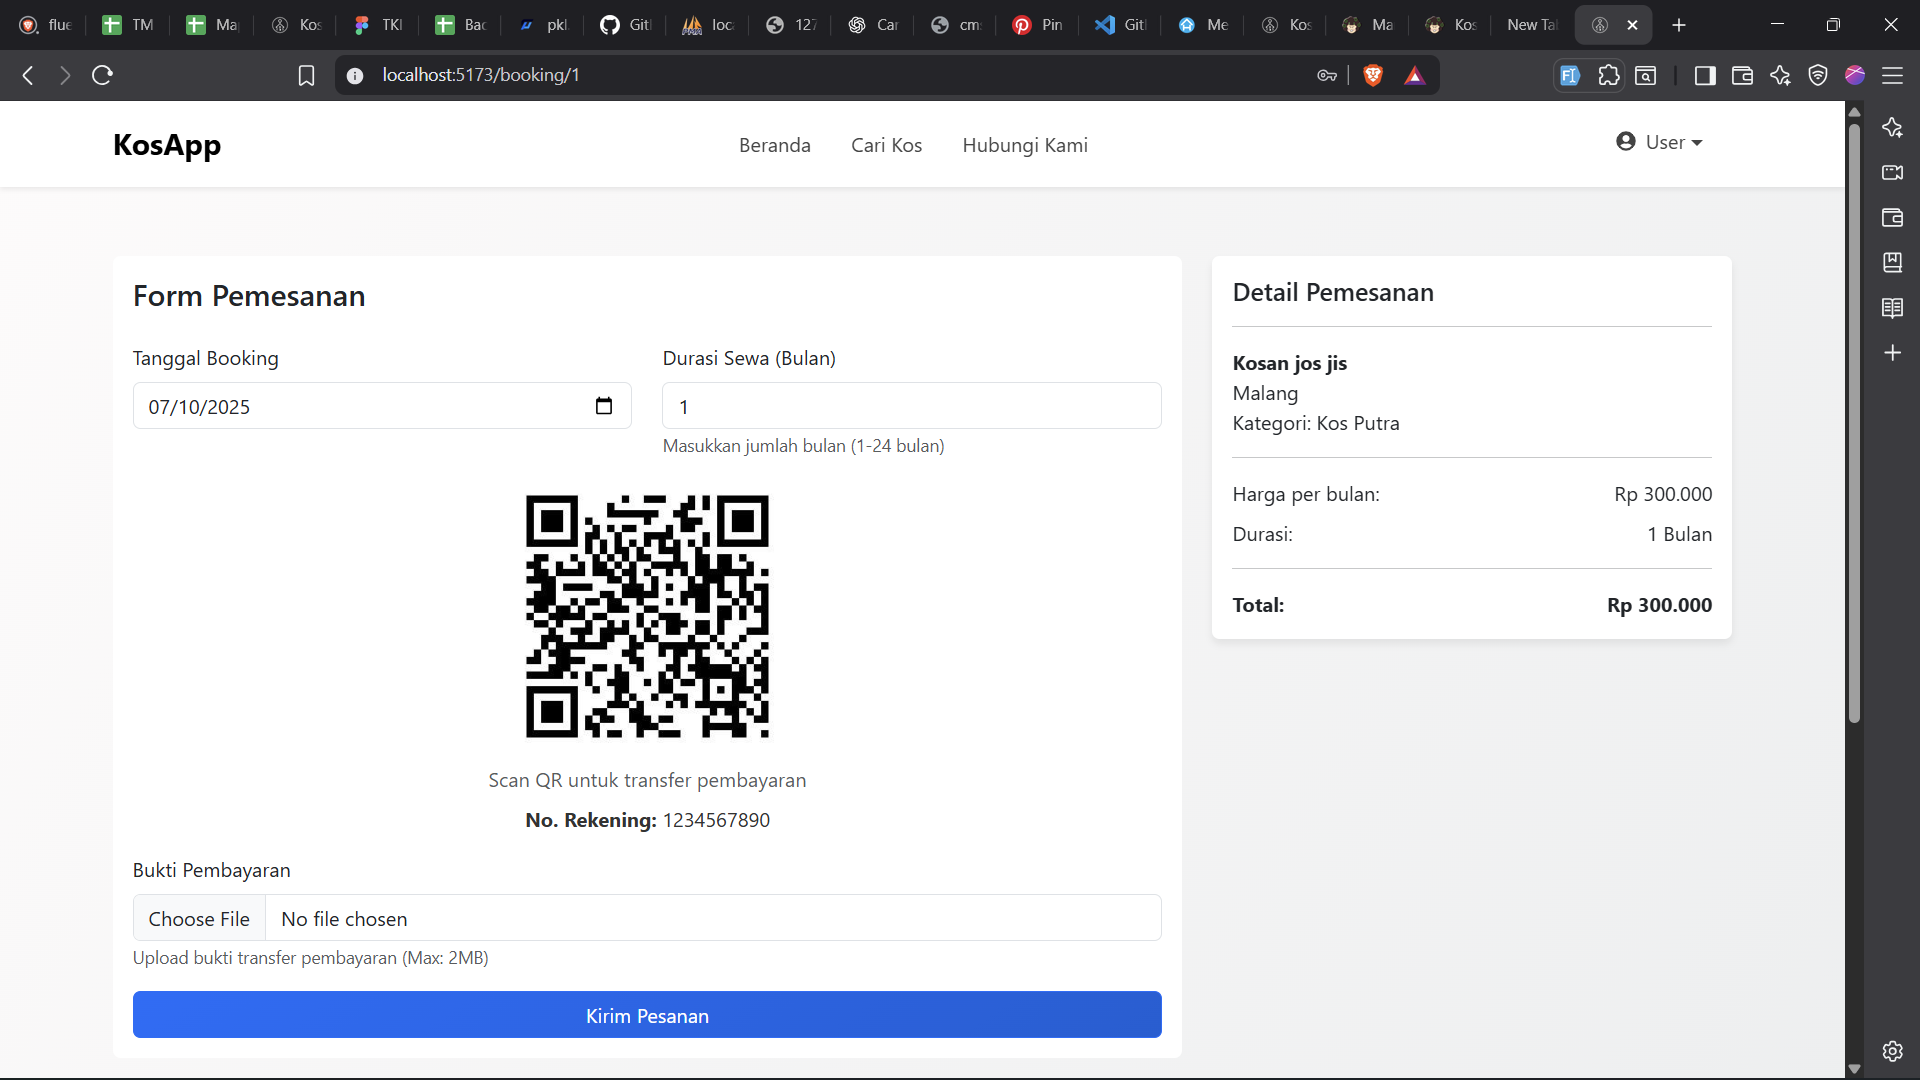 flue
TM
Ma
Kos
TKI
Bac
pkl.
Git
loca
127
Car
cms
Pin
Git
Me
Kos
Ma
Kos
New Tab
localhost:5173/booking/1
KosApp
Beranda
Cari Kos
Hubungi Kami
User
Form Pemesanan
Tanggal Booking
Durasi Sewa (Bulan)
07/10/2025
1
Masukkan jumlah bulan (1-24 bulan)
Scan QR untuk transfer pembayaran
No. Rekening: 1234567890
Bukti Pembayaran
Choose File No file chosen
Upload bukti transfer pembayaran (Max: 2MB)
Kirim Pesanan
Detail Pemesanan
Kosan jos jis
Malang
Kategori: Kos Putra
Harga per bulan: Rp 300.000
Durasi: 1 Bulan
Total: Rp 300.000